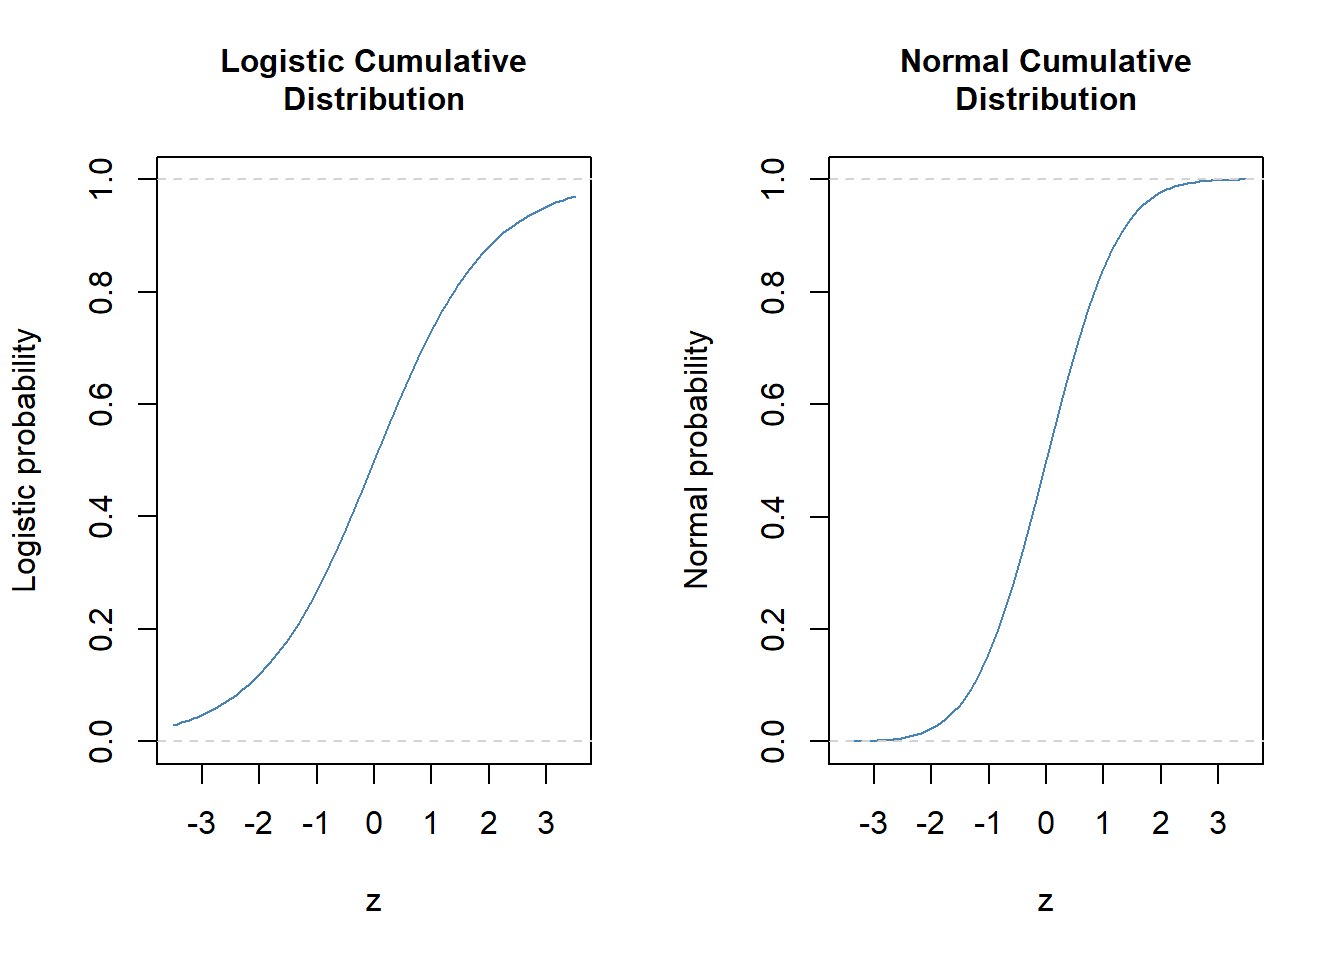 Logistic Cumulative
Distribution
Logistic probability
1.0
0.8
0.6
0.4
0.2
0.0
-3 -2 -1 0 1 2 3
z
Normal Cumulative
Distribution
Normal probability
1.0
0.8
0.6
0.4
0.2
0.0
-3 -2 -1 0 1 2 3
z